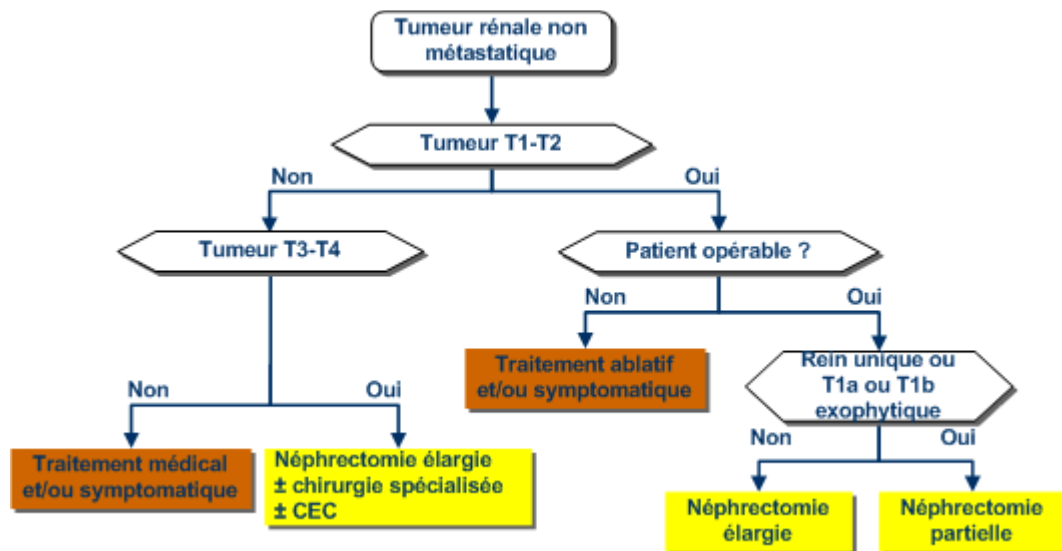 Tumeur rénale non
métastatique
Tumeur T1-T2
Non
Oui
Tumeur T3-T4
Patient opérable ?
Non
Oui
Traitement ablatif
et/ou symptomatique
Rein unique ou
T1a ou T1b
exophytique
Non
Oui
Traitement médical
et/ou symptomatique
Néphrectomie élargie
± chirurgie spécialisée
± CEC
Non
Oui
Néphrectomie
élargie
Néphrectomie
partielle